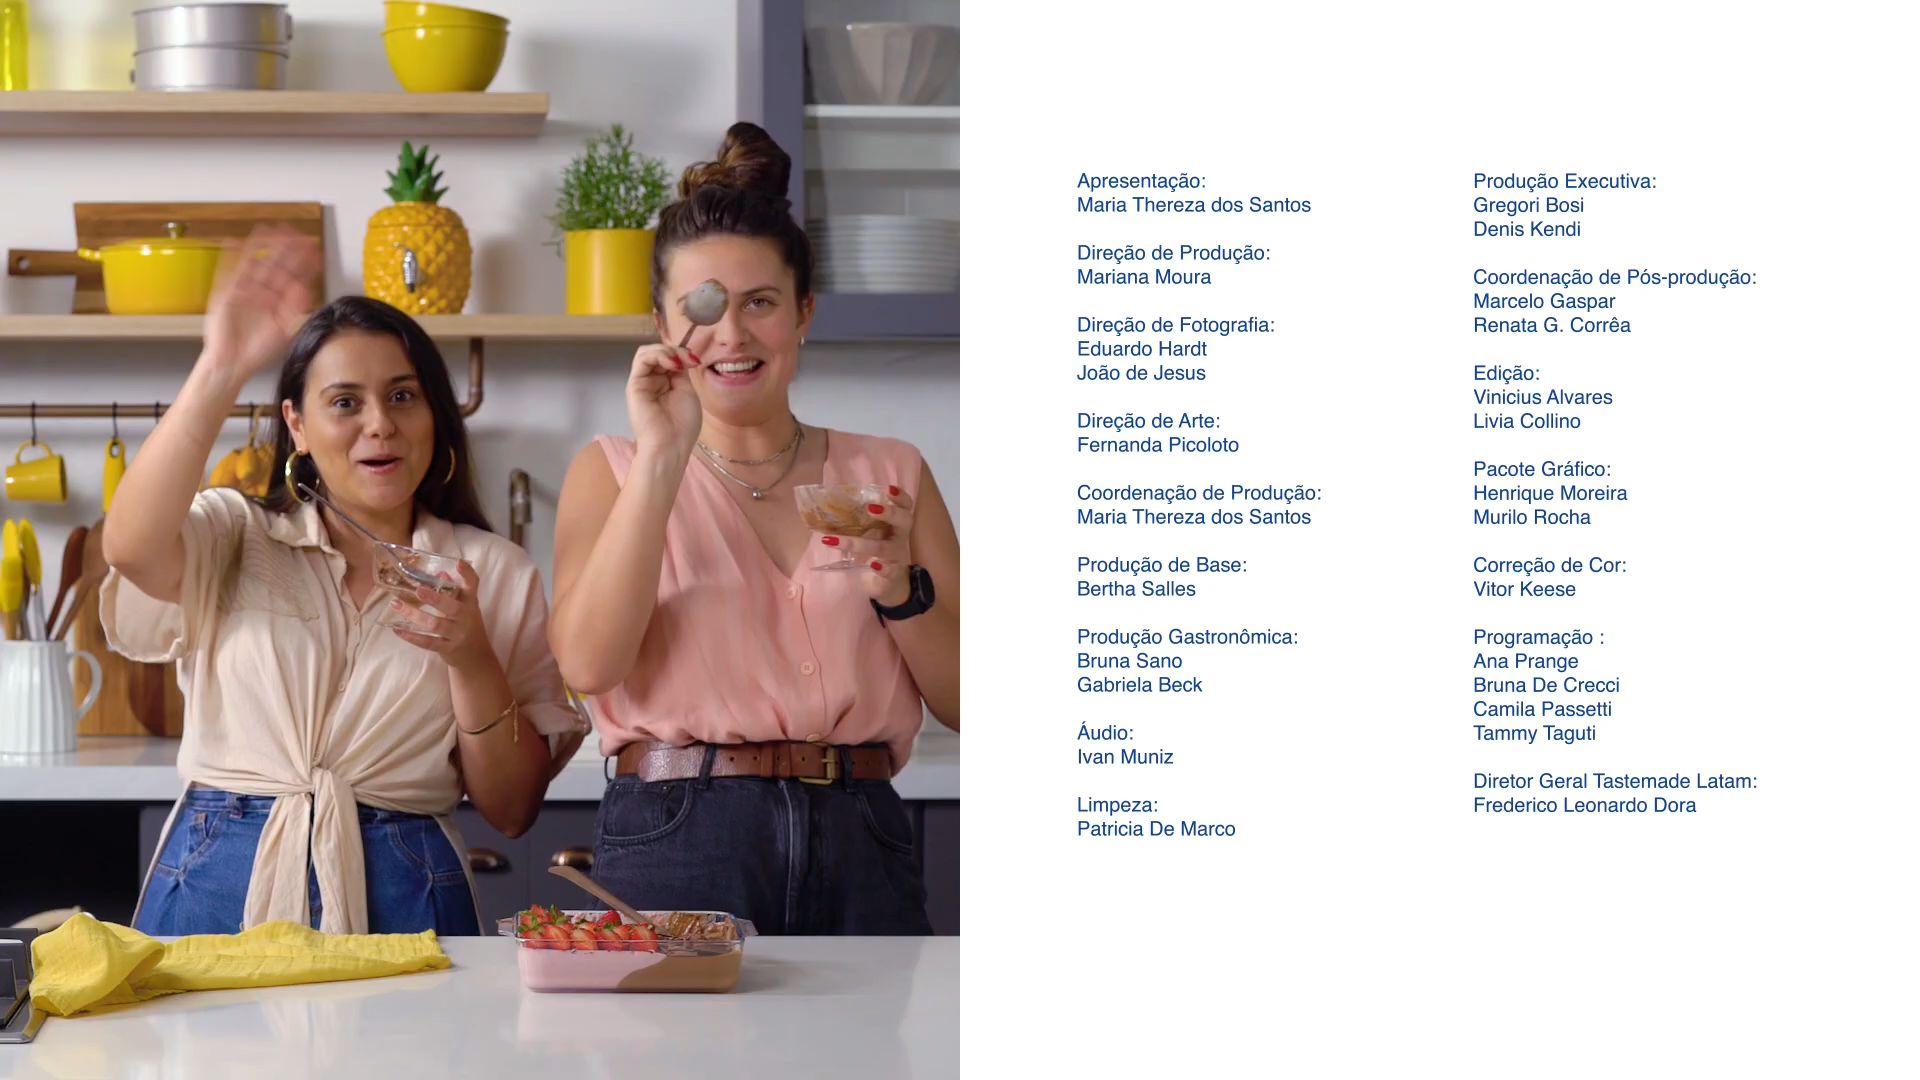 Apresentação:
Maria Thereza dos Santos
Direção de Produção:
Mariana Moura
Direção de Fotografia:
Eduardo Hardt
João de Jesus
Direção de Arte:
Fernanda Picoloto
Coordenação de Produção:
Maria Thereza dos Santos
Produção de Base:
Bertha Salles
Produção Gastronômica:
Bruna Sano
Gabriela Beck
Áudio:
Ivan Muniz
Limpeza:
Patricia De Marco
Produção Executiva:
Gregori Bosi
Denis Kendi
Coordenação de Pós-produção:
Marcelo Gaspar
Renata G. Corrêa
Edição:
Vinicius Alvares
Livia Collino
Pacote Gráfico:
Henrique Moreira
Murilo Rocha
Correção de Cor:
Vitor Keese
Programação :
Ana Prange
Bruna De Crecci
Camila Passetti
Tammy Taguti
Diretor Geral Tastemade Latam:
Frederico Leonardo Dora